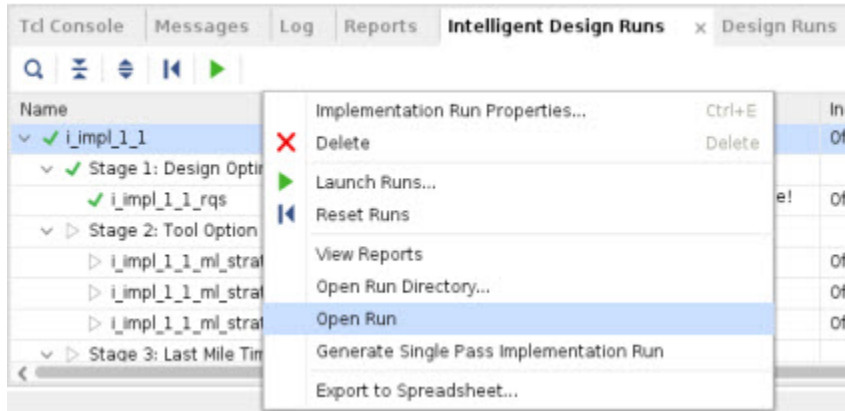 Tcl Console Messages Log Reports Intelligent Design Runs x Design Runs
Name In
i_impl_1_1 Of
Stage 1: Design Optin
i_impl_1_1_rqs e! Of
Stage 2: Tool Option
i_impl_1_1_ml_strat Of
i_impl_1_1_ml_strat Of
i_impl_1_1_ml_strat Of
Stage 3: Last Mile Tim
Implementation Run Properties... Ctrl+E
Delete Delete
Launch Runs...
Reset Runs
View Reports
Open Run Directory...
Open Run
Generate Single Pass Implementation Run
Export to Spreadsheet...